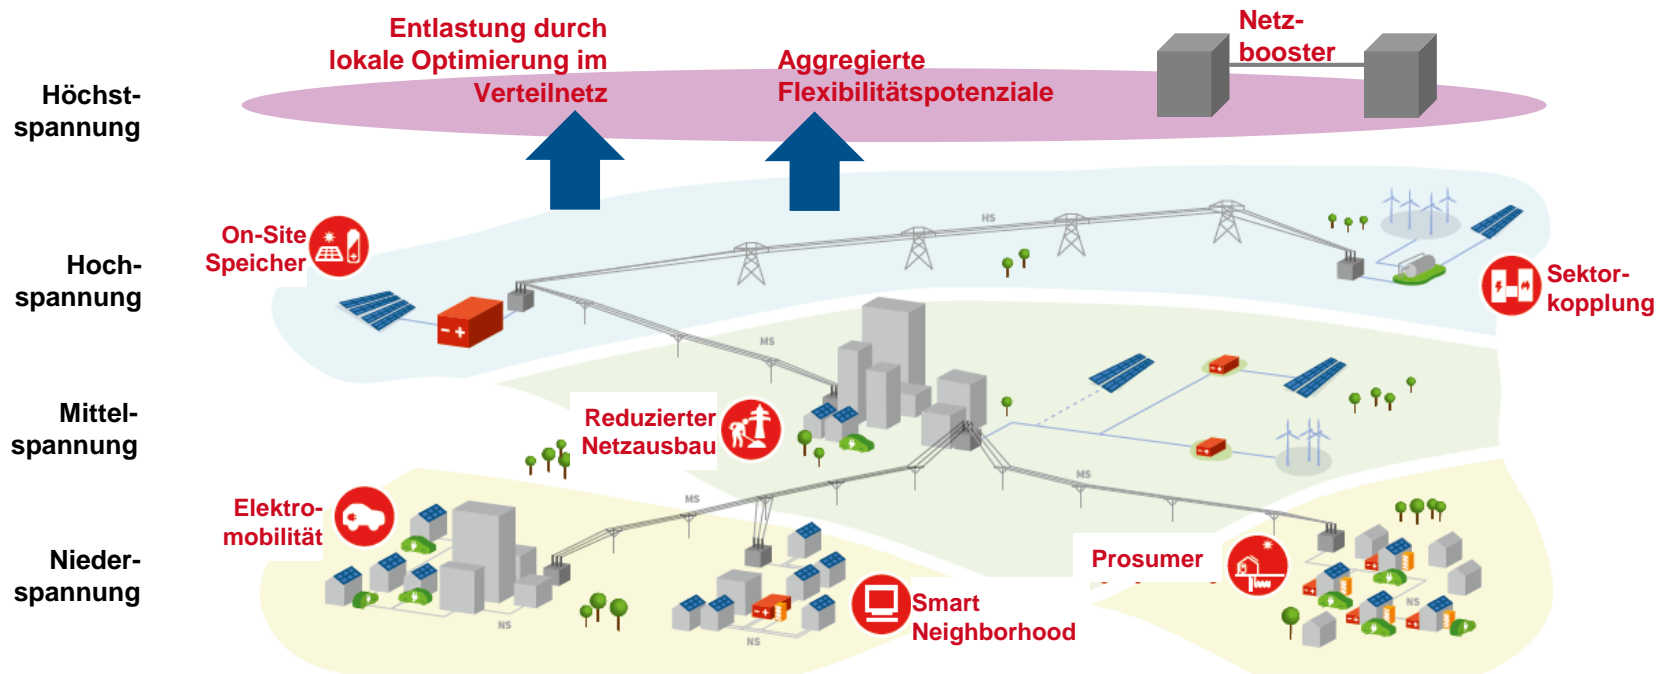 Entlastung durch
lokale Optimierung im
Verteilnetz
Aggregierte
Flexibilitätspotenziale
Netz-
booster
Höchst-
spannung
On-Site
Speicher
HS
Hoch-
spannung
Sektor-
kopplung
MS
Mittel-
spannung
Reduzierter
Netzausbau
MS
MS
Elektro-
mobilität
Nieder-
spannung
Prosumer
Smart
Neighborhood
NS
NS
NS